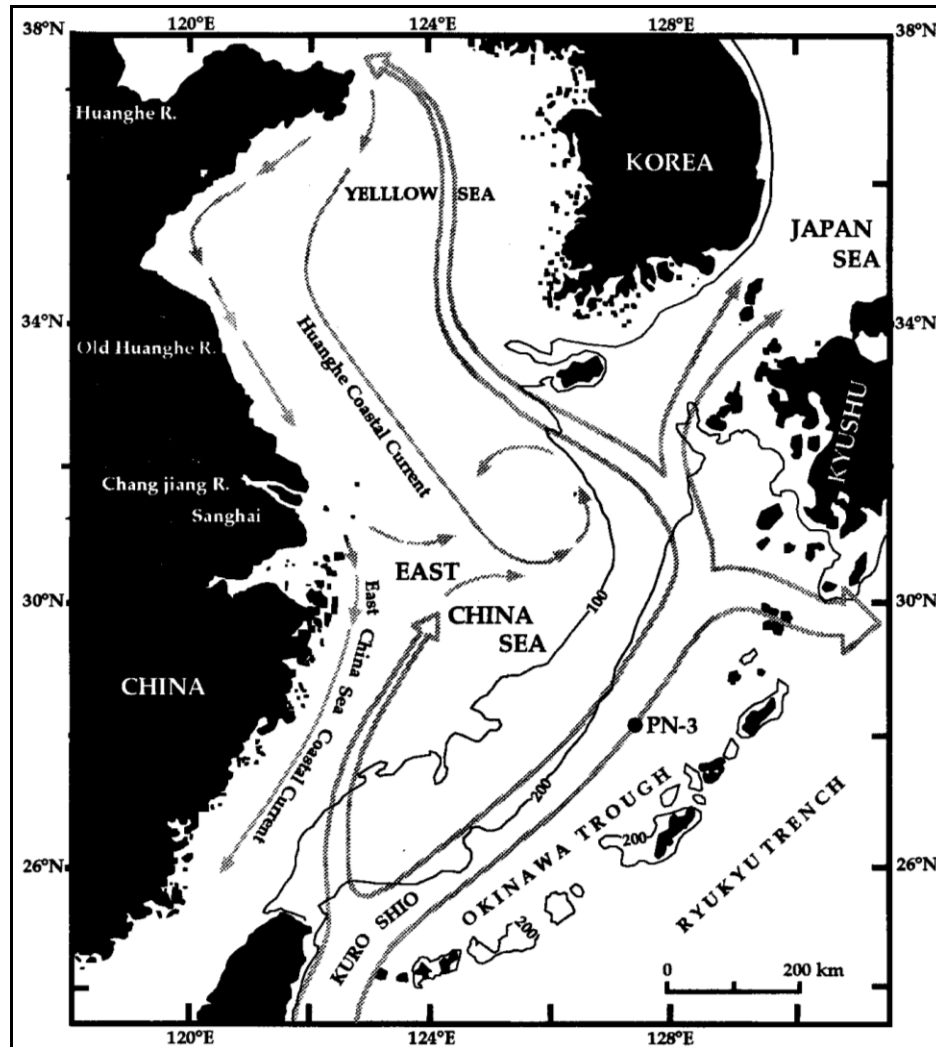 120°E 124°E 128°E
38°N 38°N
Huanghe R.
KOREA
YELLLOW SEA
JAPAN
SEA
34°N 34°N
Old Huanghe R.
Huanghe Coastal Current
KYUSHU
Chang jiang R.
Sanghai
EAST
CHINA
SEA
100
30°N 30°N
East China Sea Coastal Current
CHINA
PN-3
200
OKINAWA TROUGH
200
RYUKYU TRENCH
26°N 26°N
KURO SHIO
200
0 200 km
120°E 124°E 128°E